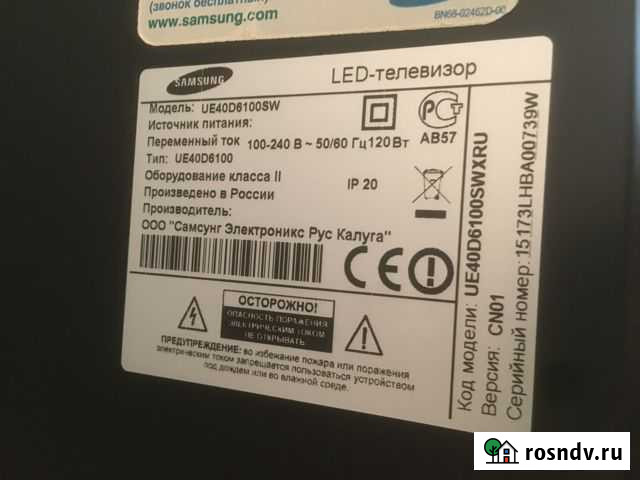 (звонок бесплатный)
www.samsung.com
BN68-02462D-00
SAMSUNG
LED-телевизор
Модель: UE40D6100SW
Источник питания:
Переменный ток 100-240 В ~ 50/60 Гц 120 Вт
Тип: UE40D6100
Оборудование класса II
IP 20
Произведено в России
Производитель:
ООО "Самсунг Электроникс Рус Калуга"
АВ57
CE
ОСТОРОЖНО!
ОПАСНОСТЬ ПОРАЖЕНИЯ
ЭЛЕКТРИЧЕСКИМ ТОКОМ
НЕ ОТКРЫВАТЬ
ПРЕДУПРЕЖДЕНИЕ: во избежание пожара или поражения
электрическим током запрещается пользоваться устройством
под дождем или во влажной среде.
Код модели: UE40D6100SWXRU
Версия: CN01
Серийный номер:15173LHBA00739W
rosndv.ru